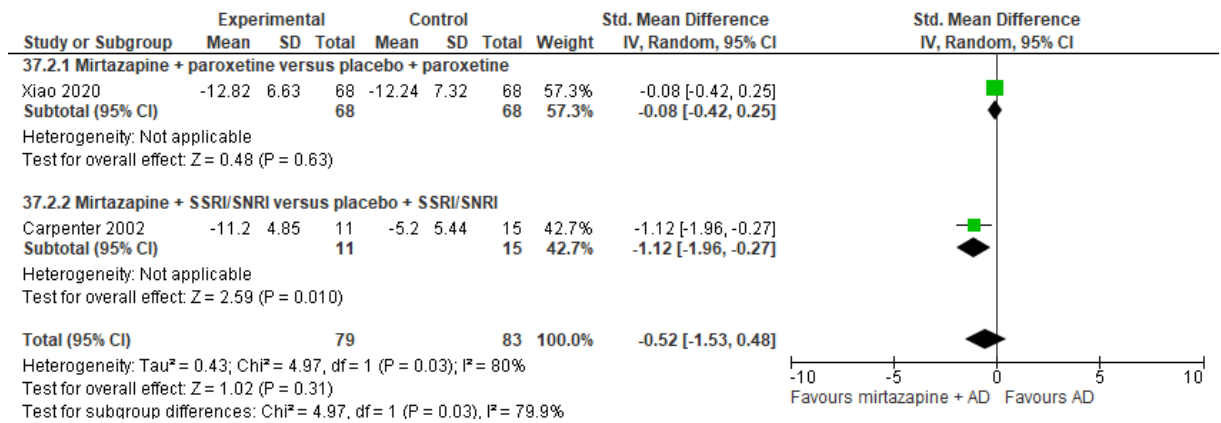 Experimental Control Std. Mean Difference Std. Mean Difference
Study or Subgroup Mean SD Total Mean SD Total Weight IV, Random, 95% CI IV, Random, 95% CI
37.2.1 Mirtazapine + paroxetine versus placebo + paroxetine
Xiao 2020 -12.82 6.63 68 -12.24 7.32 68 57.3% -0.08 [-0.42, 0.25]
Subtotal (95% CI) 68 68 57.3% -0.08 [-0.42, 0.25]
Heterogeneity: Not applicable
Test for overall effect: Z = 0.48 (P = 0.63)
37.2.2 Mirtazapine + SSRI/SNRI versus placebo + SSRI/SNRI
Carpenter 2002 -11.2 4.85 11 -5.2 5.44 15 42.7% -1.12 [-1.96, -0.27]
Subtotal (95% CI) 11 15 42.7% -1.12 [-1.96, -0.27]
Heterogeneity: Not applicable
Test for overall effect: Z = 2.59 (P = 0.010)
Total (95% CI) 79 83 100.0% -0.52 [-1.53, 0.48]
Heterogeneity: Tau² = 0.43; Chi² = 4.97, df = 1 (P = 0.03); I² = 80%
Test for overall effect: Z = 1.02 (P = 0.31)
Test for subgroup differences: Chi² = 4.97, df = 1 (P = 0.03), I² = 79.9%
-10 -5 0 5 10
Favours mirtazapine + AD Favours AD